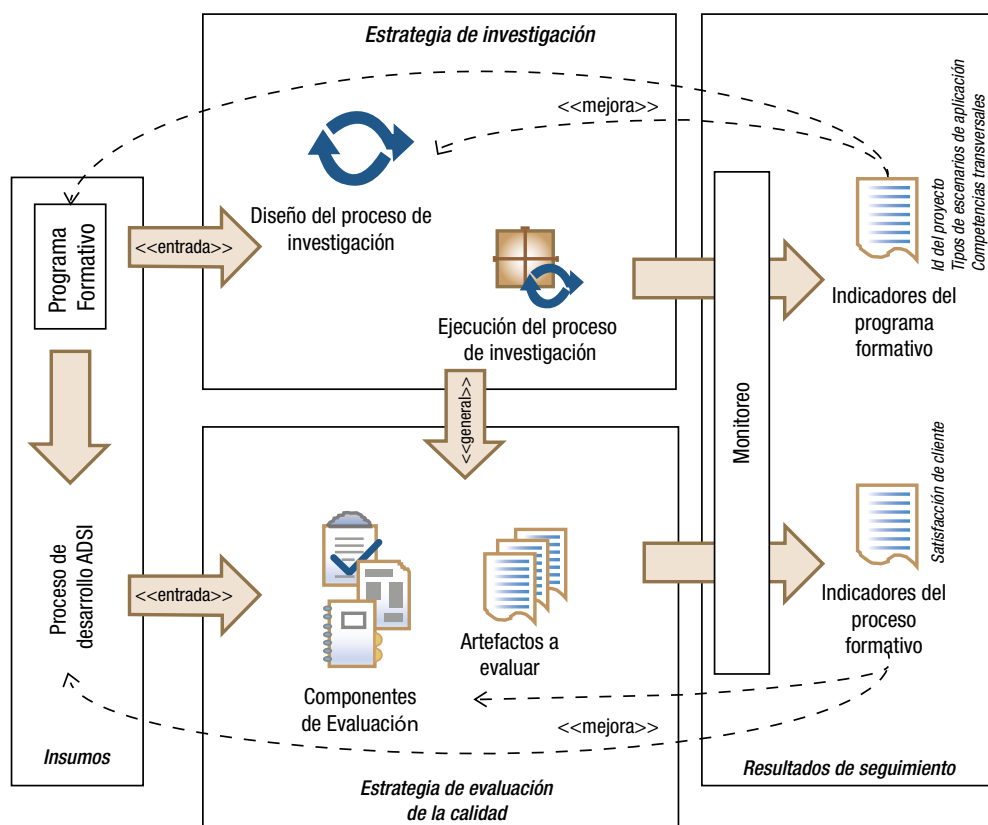 Estrategia de investigación
<<mejora>>
Id del proyecto
Tipos de escenarios de aplicación
Competencias transversales
Programa
Formativo
<<entrada>>
Diseño del proceso de
investigación
Ejecución del proceso
de investigación
Indicadores del
programa
formativo
<<general>>
Monitoreo
Proceso de
desarrollo ADSI
<<entrada>>
Artefactos a
evaluar
Componentes
de Evaluación
Satisfacción de cliente
Indicadores del
proceso
formativo
<<mejora>>
Insumos
Estrategia de evaluación
de la calidad
Resultados de seguimiento